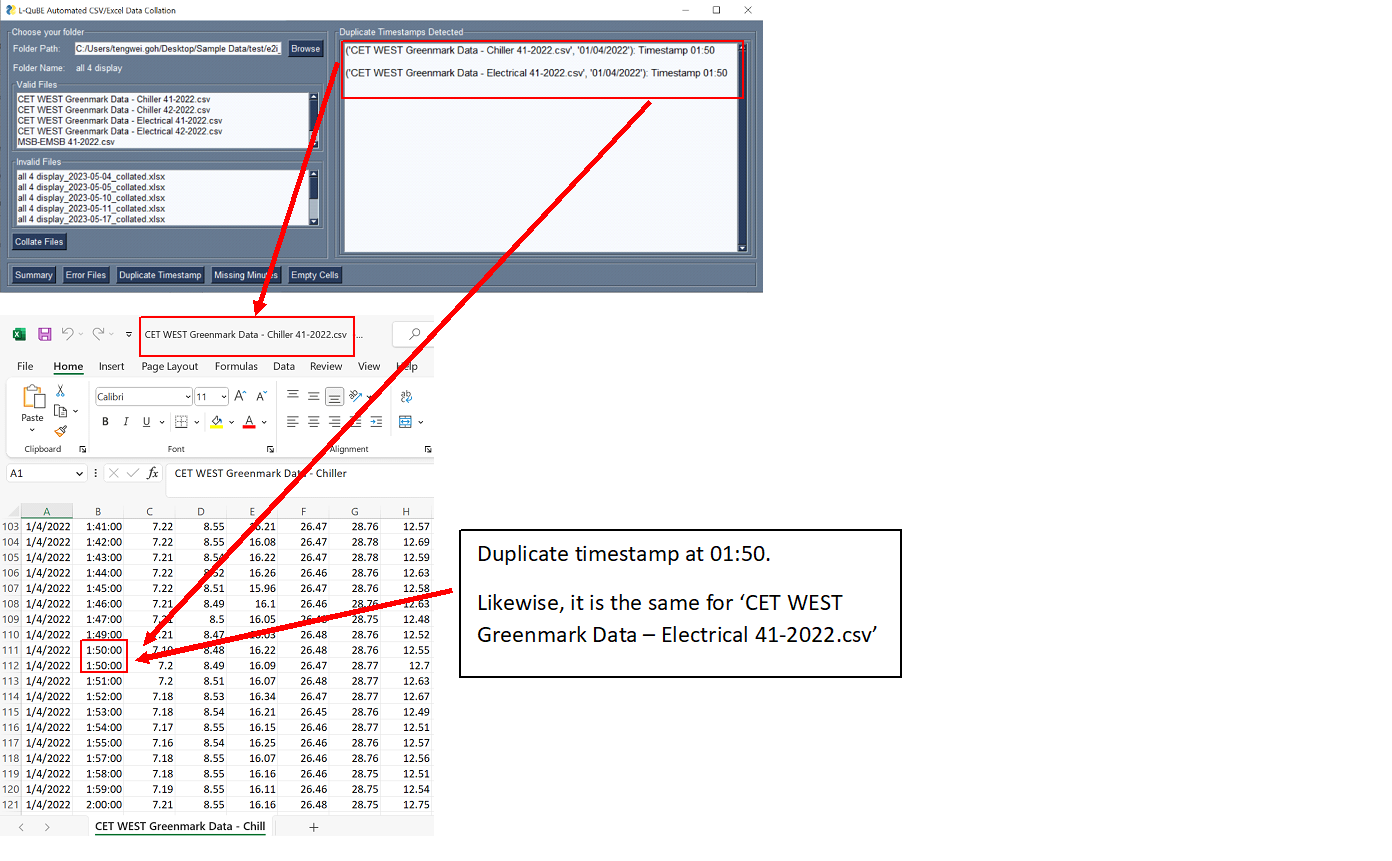 L-QuBE Automated CSV/Excel Data Collation
Choose your folder
Folder Path: C:/Users/tengwei.goh/Desktop/Sample Data/test/e2i_ Browse
Folder Name: all 4 display
Valid Files
CET WEST Greenmark Data - Chiller 41-2022.csv
CET WEST Greenmark Data - Chiller 42-2022.csv
CET WEST Greenmark Data - Electrical 41-2022.csv
CET WEST Greenmark Data - Electrical 42-2022.csv
MSB-EMSB 41-2022.csv
Invalid Files
all 4 display_2023-05-04_collated.xlsx
all 4 display_2023-05-05_collated.xlsx
all 4 display_2023-05-10_collated.xlsx
all 4 display_2023-05-11_collated.xlsx
all 4 display_2023-05-17_collated.xlsx
Collate Files
Duplicate Timestamps Detected
('CET WEST Greenmark Data - Chiller 41-2022.csv', '01/04/2022'): Timestamp 01:50
('CET WEST Greenmark Data - Electrical 41-2022.csv', '01/04/2022'): Timestamp 01:50
Summary Error Files Duplicate Timestamp Missing Minutes Empty Cells
CET WEST Greenmark Data - Chiller 41-2022.csv ...
File Home Insert Page Layout Formulas Data Review View Help
Paste
Calibri 11
B I U
Clipboard Font Alignment
A1 fx CET WEST Greenmark Data - Chiller
A B C D E F G H
103 1/4/2022 1:41:00 7.22 8.55 16.21 26.47 28.76 12.57
104 1/4/2022 1:42:00 7.22 8.55 16.08 26.47 28.78 12.69
105 1/4/2022 1:43:00 7.21 8.54 16.22 26.47 28.78 12.59
106 1/4/2022 1:44:00 7.22 8.52 16.26 26.46 28.76 12.63
107 1/4/2022 1:45:00 7.22 8.51 15.96 26.47 28.76 12.58
108 1/4/2022 1:46:00 7.21 8.49 16.1 26.46 28.76 12.63
109 1/4/2022 1:47:00 8.5 16.05 28.75 12.48
110 1/4/2022 1:49:00 7.21 8.47 16.03 26.48 28.76 12.52
111 1/4/2022 1:50:00 7.19 8.48 16.22 26.48 28.76 12.55
112 1/4/2022 1:50:00 7.2 8.49 16.09 26.47 28.77 12.7
113 1/4/2022 1:51:00 7.2 8.51 16.07 26.48 28.77 12.63
114 1/4/2022 1:52:00 7.18 8.53 16.34 26.47 28.77 12.67
115 1/4/2022 1:53:00 7.18 8.54 16.21 26.45 28.76 12.49
116 1/4/2022 1:54:00 7.17 8.55 16.15 26.46 28.77 12.51
117 1/4/2022 1:55:00 7.16 8.54 16.25 26.46 28.76 12.57
118 1/4/2022 1:57:00 7.18 8.55 16.07 26.46 28.76 12.56
119 1/4/2022 1:58:00 7.18 8.55 16.16 26.46 28.75 12.51
120 1/4/2022 1:59:00 7.19 8.55 16.11 26.46 28.75 12.54
121 1/4/2022 2:00:00 7.21 8.55 16.16 26.48 28.75 12.75
CET WEST Greenmark Data - Chill
Duplicate timestamp at 01:50.
Likewise, it is the same for ‘CET WEST
Greenmark Data – Electrical 41-2022.csv’